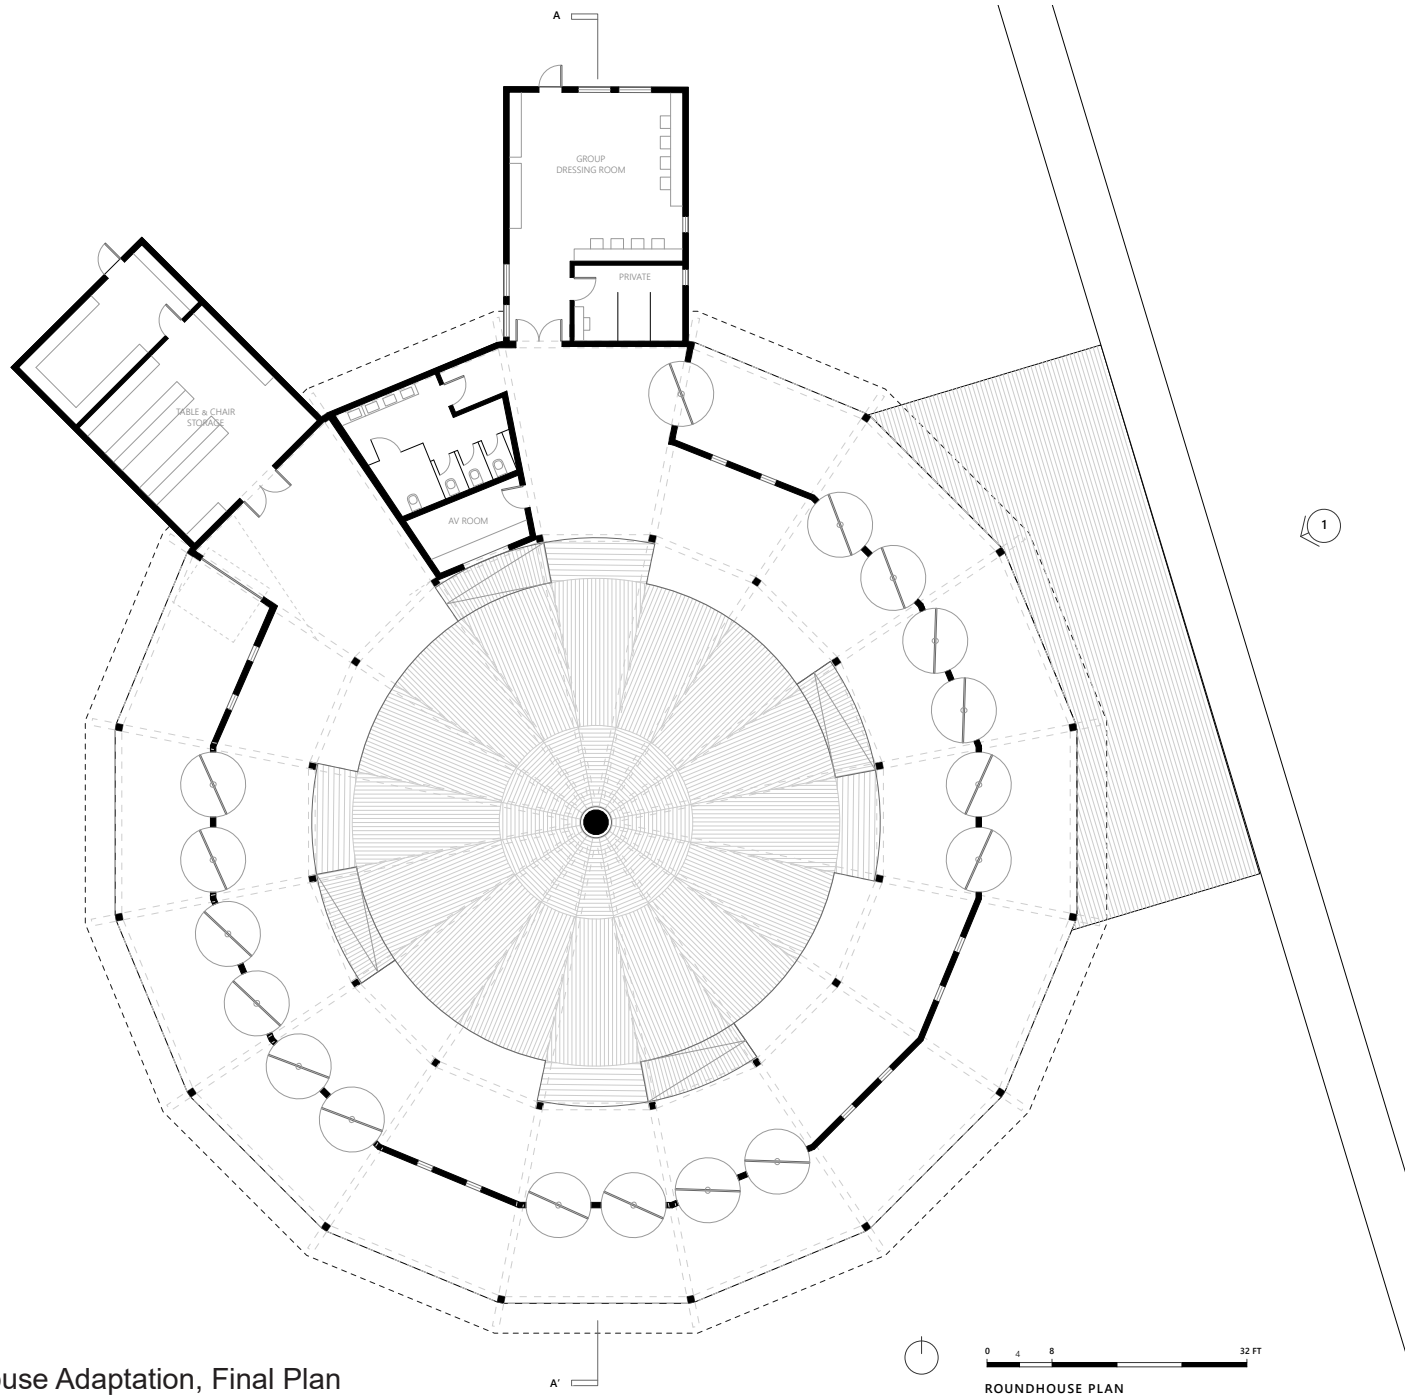 A
GROUP
DRESSING ROOM
PRIVATE
TABLE & CHAIR
STORAGE
AV ROOM
1
0 4 8 32 FT
ROUNDHOUSE PLAN
A'
use Adaptation, Final Plan